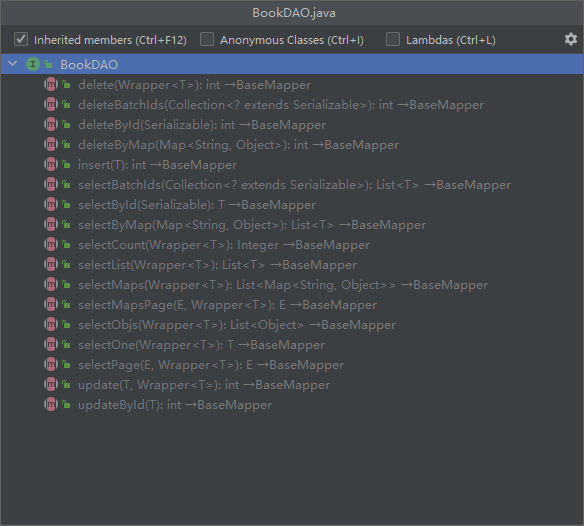 BookDAO.java
Inherited members (Ctrl+F12) Anonymous Classes (Ctrl+I) Lambdas (Ctrl+L)
I BookDAO
m delete(Wrapper<T>): int →BaseMapper
m deleteBatchIds(Collection<? extends Serializable>): int →BaseMapper
m deleteById(Serializable): int →BaseMapper
m deleteByMap(Map<String, Object>): int →BaseMapper
m insert(T): int →BaseMapper
m selectBatchIds(Collection<? extends Serializable>): List<T> →BaseMapper
m selectById(Serializable): T →BaseMapper
m selectByMap(Map<String, Object>): List<T> →BaseMapper
m selectCount(Wrapper<T>): Integer →BaseMapper
m selectList(Wrapper<T>): List<T> →BaseMapper
m selectMaps(Wrapper<T>): List<Map<String, Object>> →BaseMapper
m selectMapsPage(E, Wrapper<T>): E →BaseMapper
m selectObjs(Wrapper<T>): List<Object> →BaseMapper
m selectOne(Wrapper<T>): T →BaseMapper
m selectPage(E, Wrapper<T>): E →BaseMapper
m update(T, Wrapper<T>): int →BaseMapper
m updateById(T): int →BaseMapper